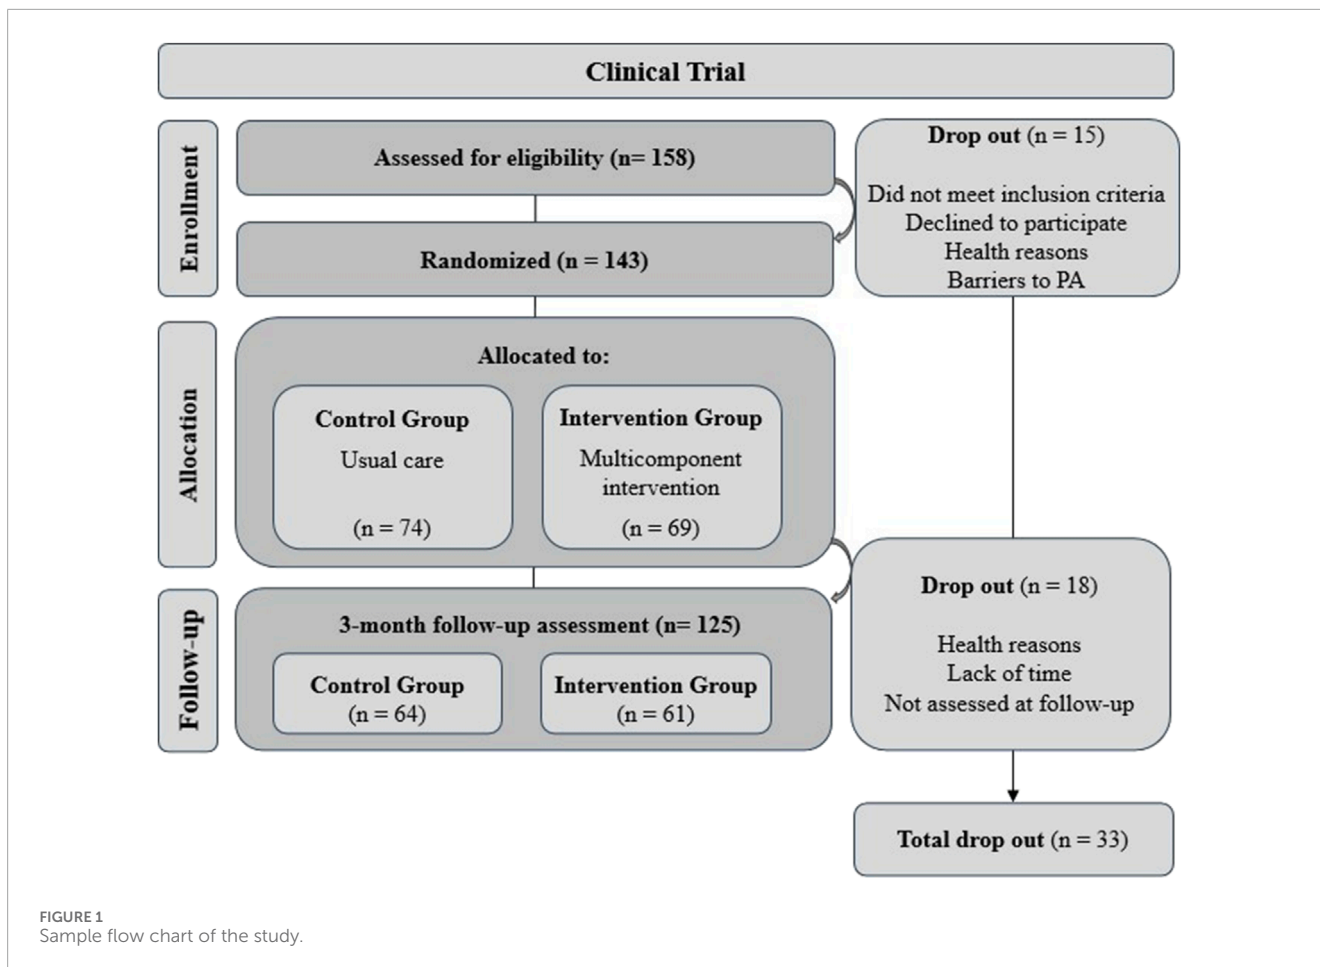 Clinical Trial
Enrollment
Assessed for eligibility (n= 158)
Randomized (n = 143)
Drop out (n = 15)
Did not meet inclusion criteria
Declined to participate
Health reasons
Barriers to PA
Allocation
Allocated to:
Control Group
Usual care
(n = 74)
Intervention Group
Multicomponent
intervention
(n = 69)
Follow-up
3-month follow-up assessment (n= 125)
Control Group
(n = 64)
Intervention Group
(n = 61)
Drop out (n = 18)
Health reasons
Lack of time
Not assessed at follow-up
Total drop out (n = 33)
FIGURE 1
Sample flow chart of the study.